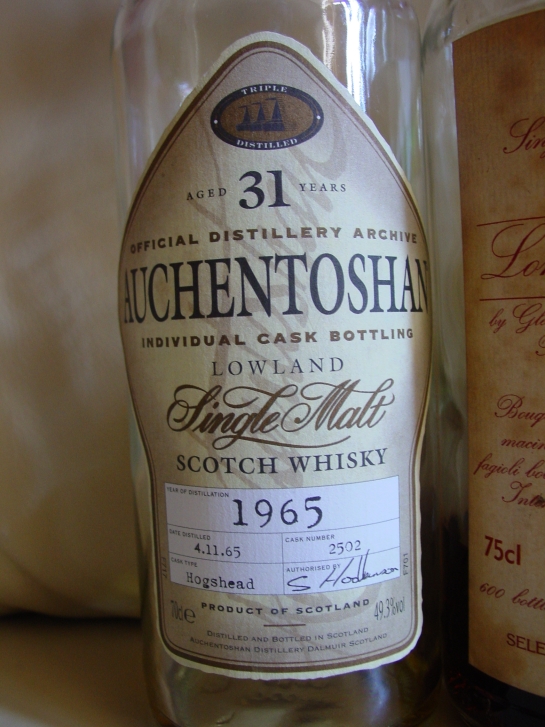 TRIPLE
DISTILLED
AGED 31 YEARS
OFFICIAL DISTILLERY ARCHIVE
AUCHENTOSHAN
INDIVIDUAL CASK BOTTLING
LOWLAND
Single Malt
SCOTCH WHISKY
YEAR OF DISTILLATION
1965
DATE DISTILLED
4.11.65
CASK NUMBER
2502
CASK TYPE
Hogshead
AUTHORISED BY
70cl e
PRODUCT OF SCOTLAND
49.3%vol
DISTILLED AND BOTTLED IN SCOTLAND
AUCHENTOSHAN DISTILLERY DALMUIR SCOTLAND
by
75cl
600